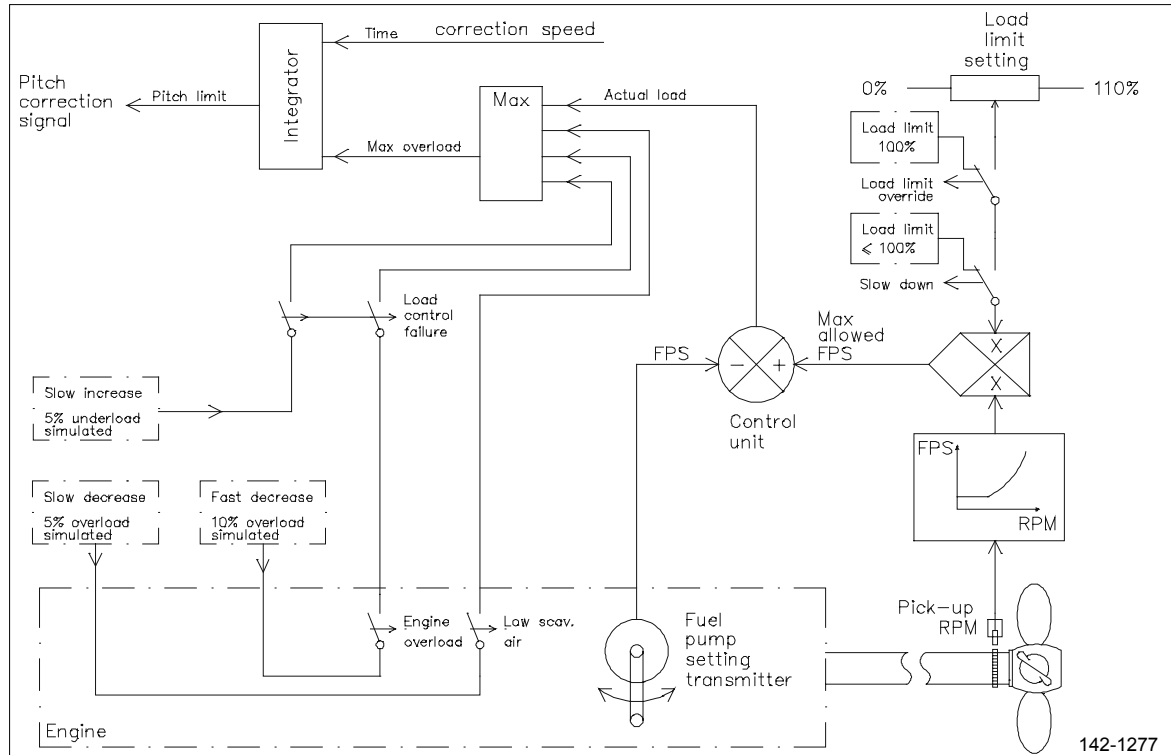 Time
correction speed
Load
limit
setting
Pitch
correction
signal
Pitch limit
Integrator
Max
Actual load
0%
110%
Max overload
Load limit
100%
Load limit
override
Load limit
≤ 100%
Slow down
Load
control
failure
Max
allowed
FPS
FPS
-
+
X
X
Control
unit
Slow increase
5% underload
simulated
FPS
RPM
Slow decrease
5% overload
simulated
Fast decrease
10% overload
simulated
Engine
overload
Law scav.
air
Fuel
pump
setting
transmitter
Pick-up
RPM
Engine
142-1277